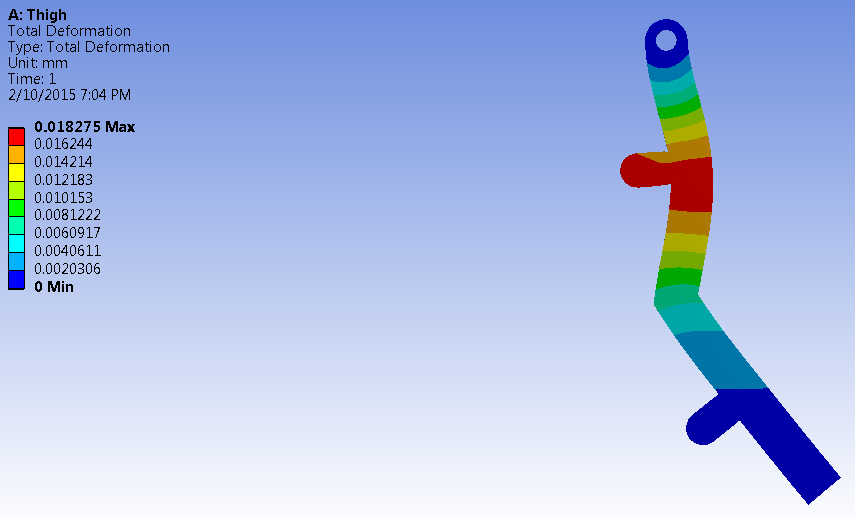 A: Thigh
Total Deformation
Type: Total Deformation
Unit: mm
Time: 1
2/10/2015 7:04 PM
0.018275 Max
0.016244
0.014214
0.012183
0.010153
0.0081222
0.0060917
0.0040611
0.0020306
0 Min